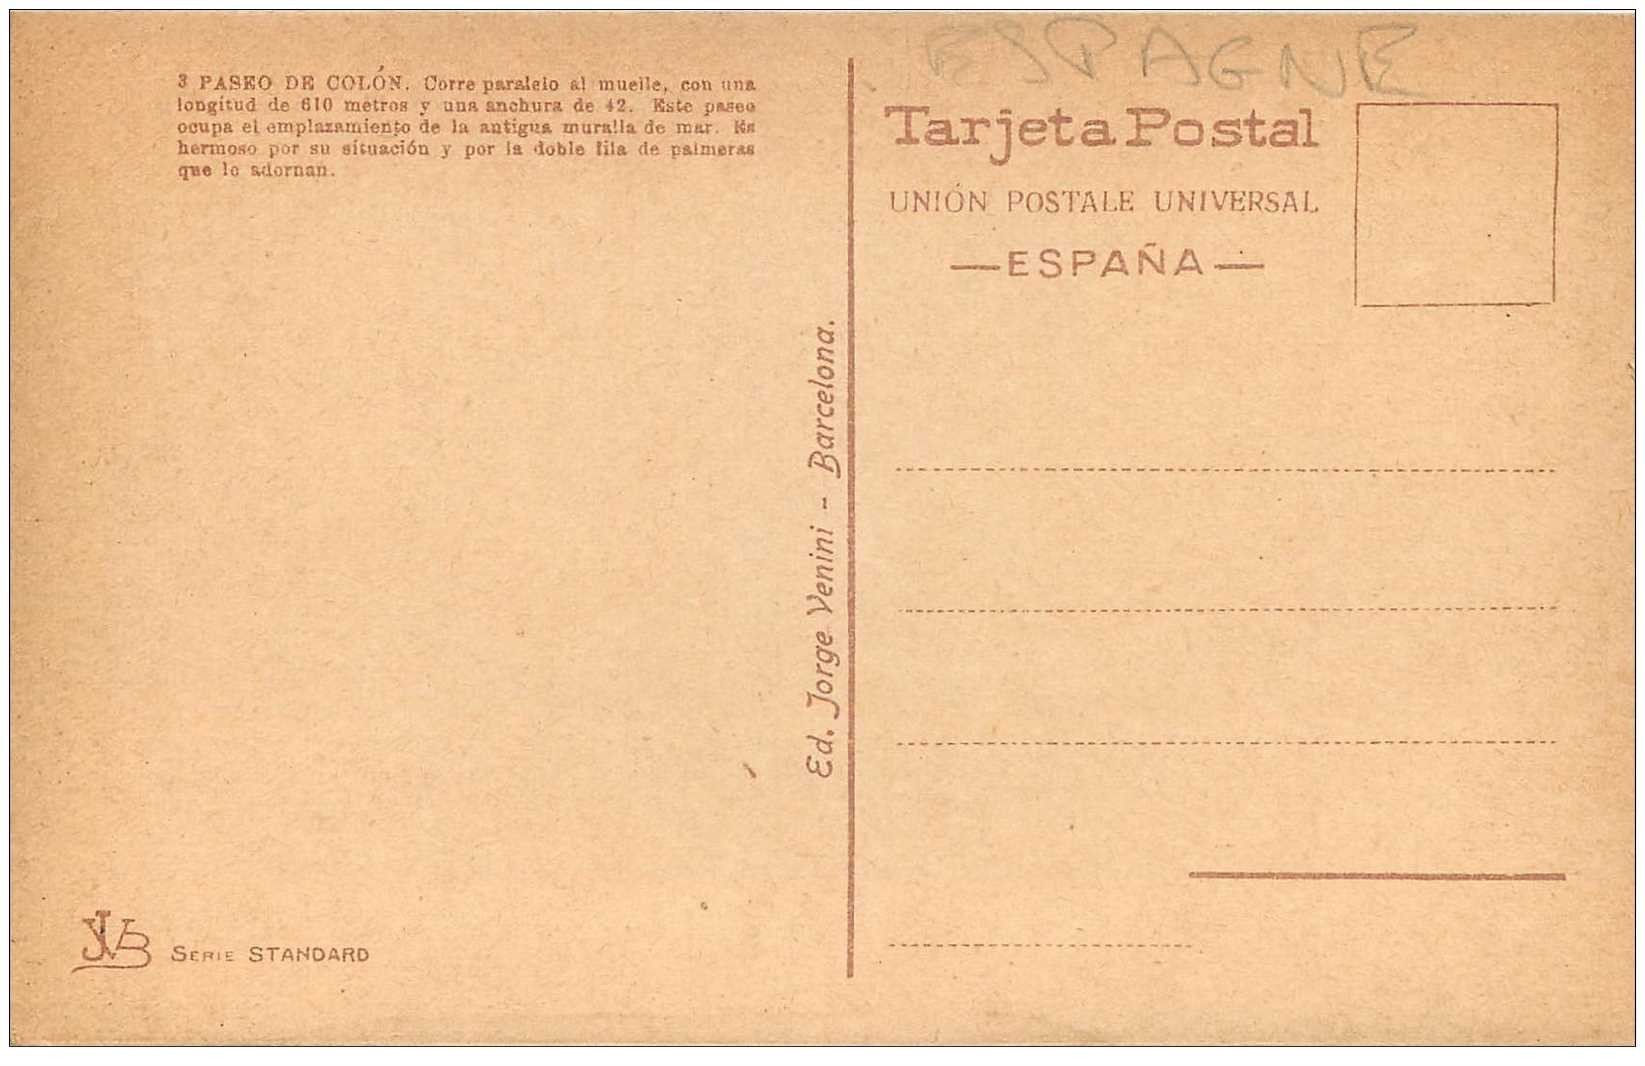 3 PASEO DE COLÓN. Corre paralelo al muelle, con una
longitud de 610 metros y una anchura de 42. Este paseo
ocupa el emplazamiento de la antigua muralla de mar. Es
hermoso por su situación y por la doble fila de palmeras
que lo adornan.
JVB SERIE STANDARD
Ed. Jorge Venini - Barcelona.
ESPAGNE
Tarjeta Postal
UNIÓN POSTALE UNIVERSAL
—ESPAÑA—